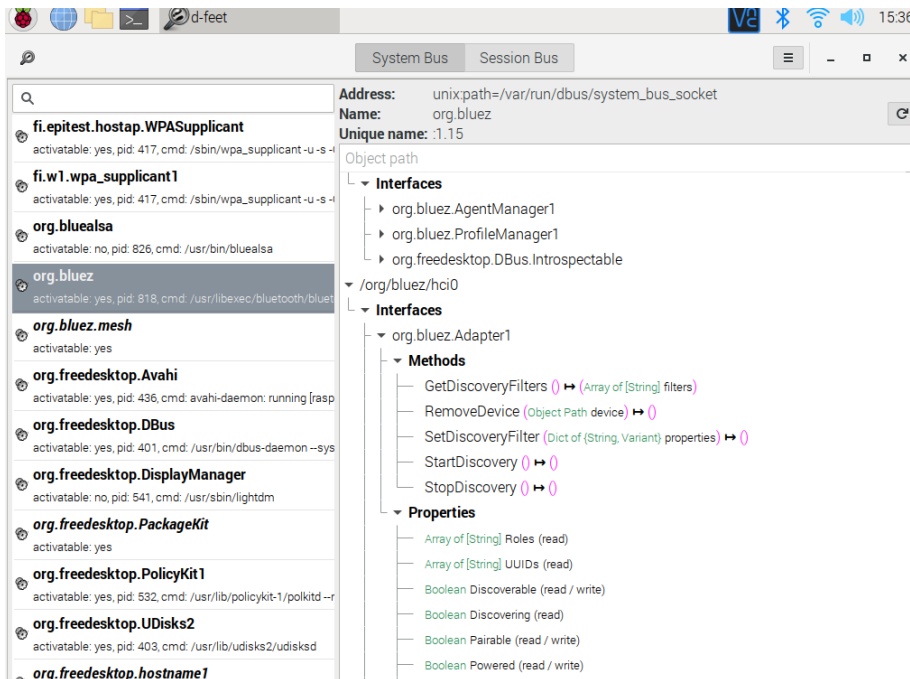 d-feet
15:36
System Bus
Session Bus
Address: unix:path=/var/run/dbus/system_bus_socket
Name: org.bluez
Unique name: :1.15
Object path
fi.epitest.hostap.WPASupplicant
activatable: yes, pid: 417, cmd: /sbin/wpa_supplicant -u -s -
fi.w1.wpa_supplicant1
activatable: yes, pid: 417, cmd: /sbin/wpa_supplicant -u -s -
org.bluealsa
activatable: no, pid: 826, cmd: /usr/bin/bluealsa
org.bluez
activatable: yes, pid: 818, cmd: /usr/libexec/bluetooth/bluet
org.bluez.mesh
activatable: yes
org.freedesktop.Avahi
activatable: yes, pid: 436, cmd: avahi-daemon: running [rasp
org.freedesktop.DBus
activatable: yes, pid: 401, cmd: /usr/bin/dbus-daemon --sys
org.freedesktop.DisplayManager
activatable: no, pid: 541, cmd: /usr/sbin/lightdm
org.freedesktop.PackageKit
activatable: yes
org.freedesktop.PolicyKit1
activatable: yes, pid: 532, cmd: /usr/lib/policykit-1/polkitd --r
org.freedesktop.UDisks2
activatable: yes, pid: 403, cmd: /usr/lib/udisks2/udisksd
org.freedesktop.hostname1
Interfaces
org.bluez.AgentManager1
org.bluez.ProfileManager1
org.freedesktop.DBus.Introspectable
/org/bluez/hci0
Interfaces
org.bluez.Adapter1
Methods
GetDiscoveryFilters () ↦ (Array of [String] filters)
RemoveDevice (Object Path device) ↦ ()
SetDiscoveryFilter (Dict of {String, Variant} properties) ↦ ()
StartDiscovery () ↦ ()
StopDiscovery () ↦ ()
Properties
Array of [String] Roles (read)
Array of [String] UUIDs (read)
Boolean Discoverable (read / write)
Boolean Discovering (read)
Boolean Pairable (read / write)
Boolean Powered (read / write)